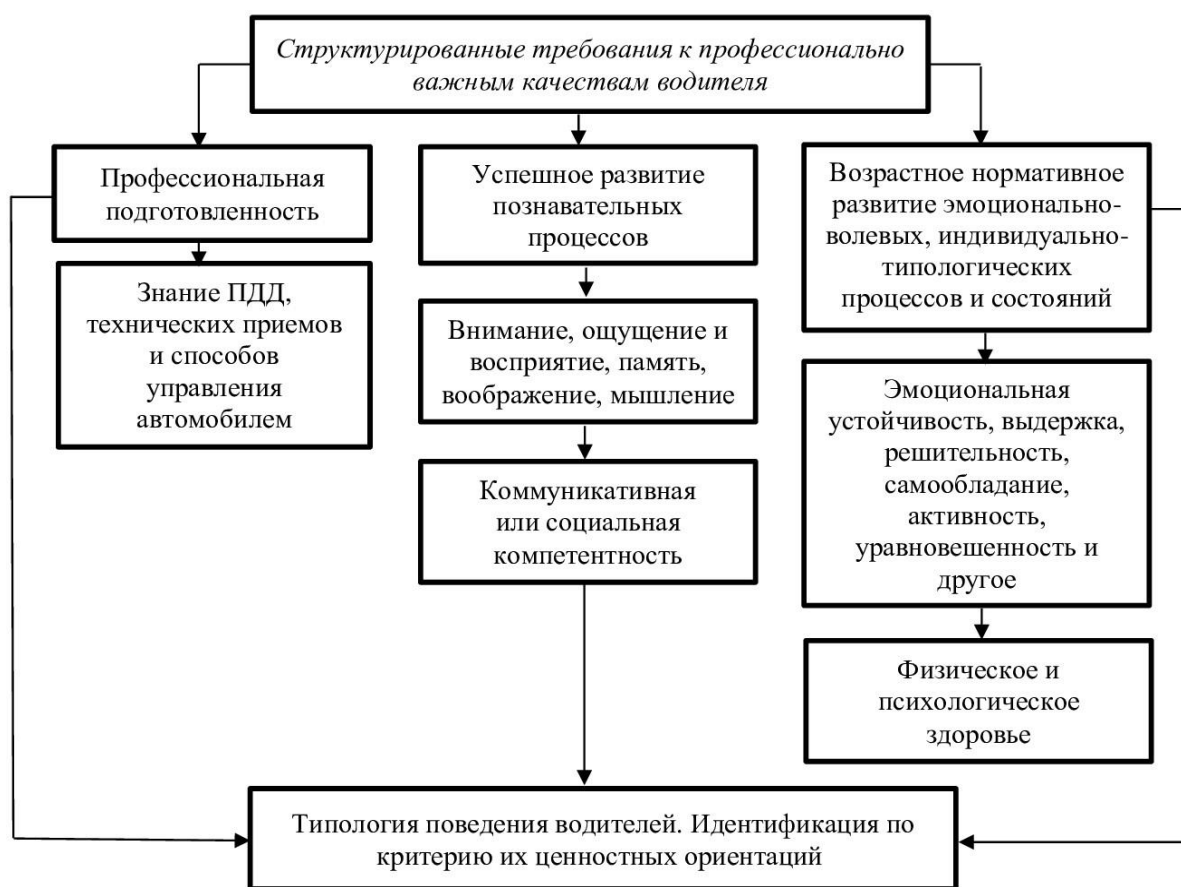 Структурированные требования к профессионально
важным качествам водителя
Профессиональная
подготовленность
Знание ПДД,
технических приемов
и способов
управления
автомобилем
Успешное развитие
познавательных
процессов
Внимание, ощущение и
восприятие, память,
воображение, мышление
Коммуникативная
или социальная
компетентность
Возрастное нормативное
развитие эмоционально-
волевых, индивидуально-
типологических
процессов и состояний
Эмоциональная
устойчивость, выдержка,
решительность,
самообладание,
активность,
уравновешенность и
другое
Физическое и
психологическое
здоровье
Типология поведения водителей. Идентификация по
критерию их ценностных ориентаций